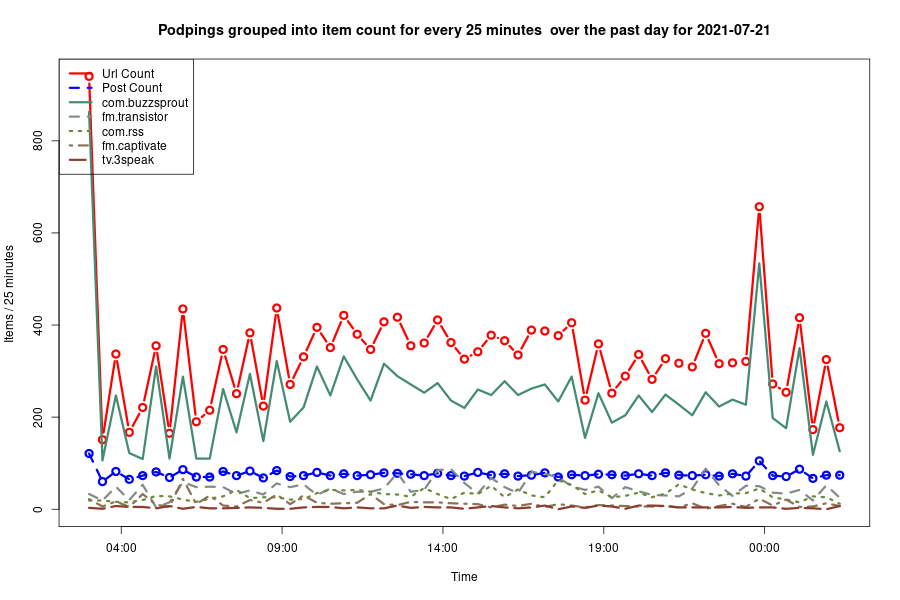 Podpings grouped into item count for every 25 minutes  over the past day for 2021-07-21
Url Count
Post Count
com.buzzsprout
fm.transistor
com.rss
fm.captivate
tv.3speak
Items / 25 minutes
800
600
400
200
0
04:00
09:00
14:00
19:00
00:00
Time